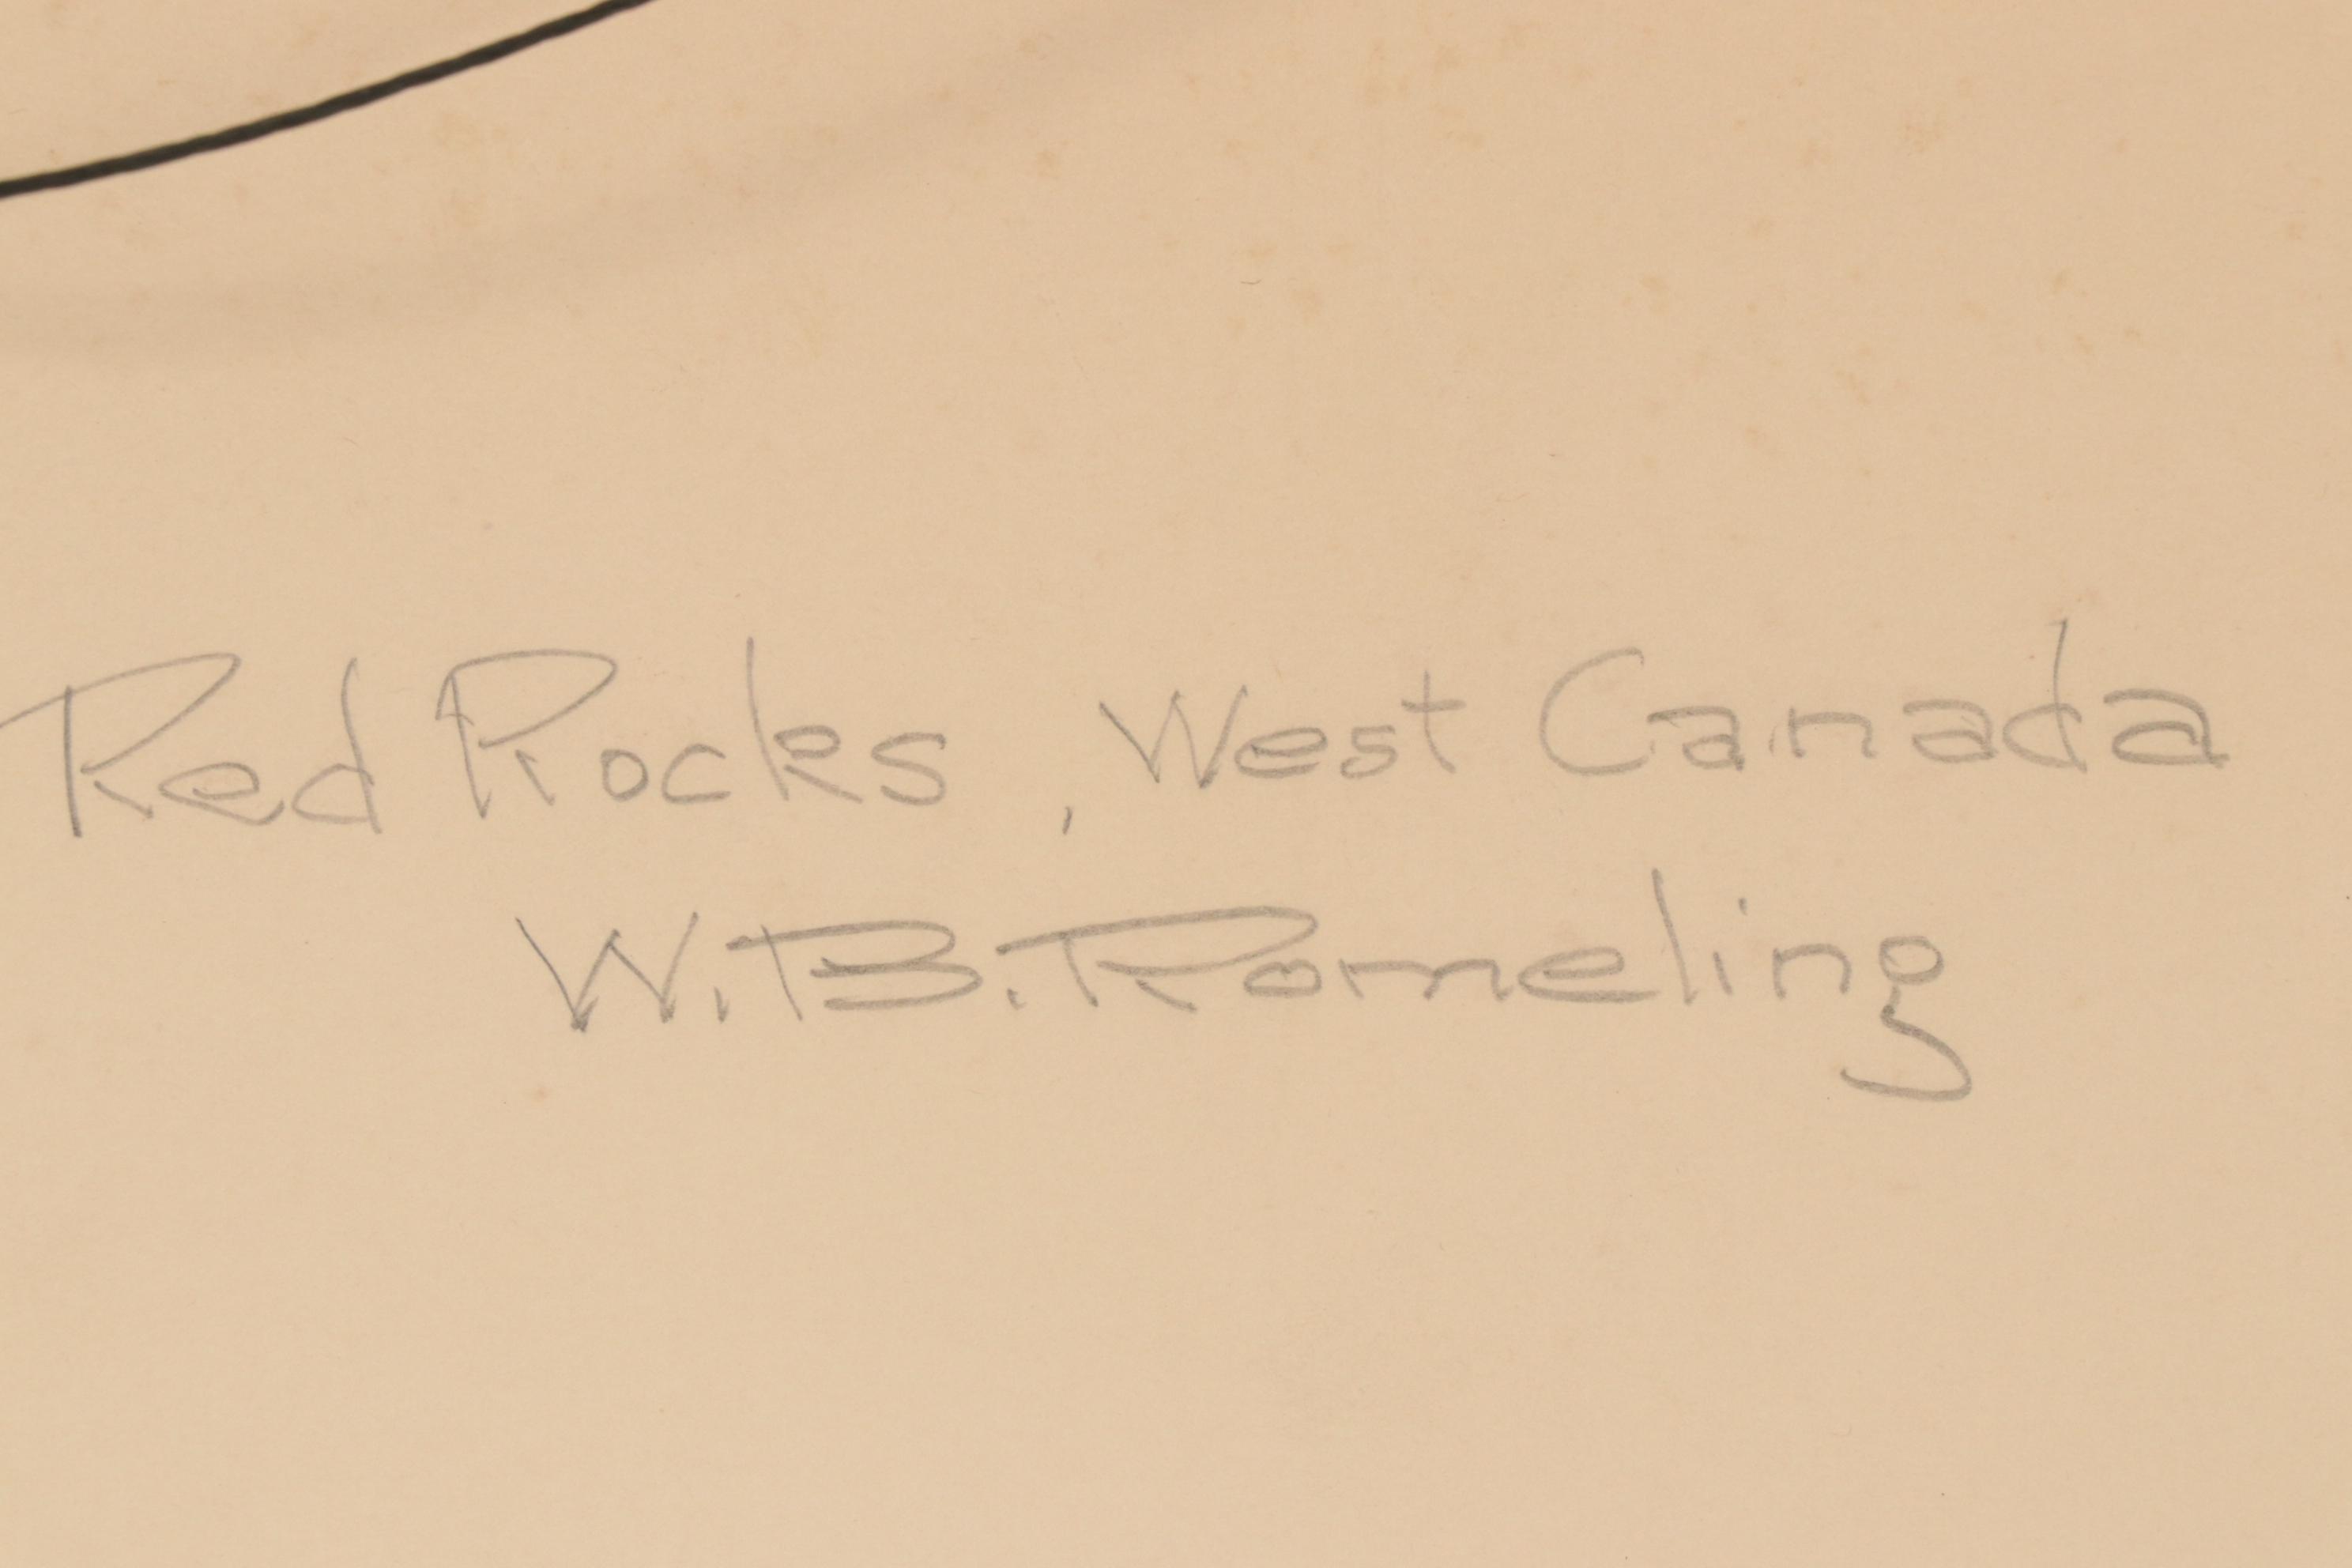 Red Rocks, West Canada
W.B.Romeling